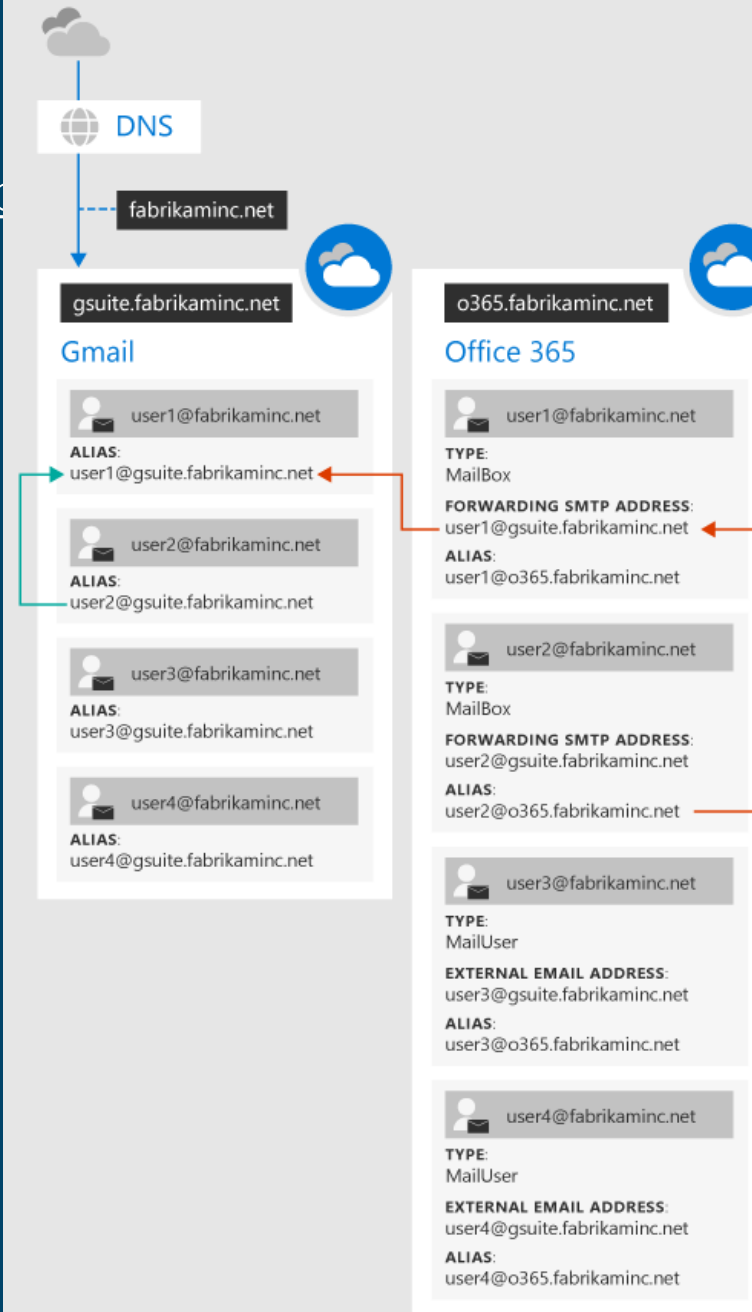 DNS
fabrikaminc.net
gsuite.fabrikaminc.net
Gmail
user1@fabrikaminc.net
ALIAS:
user1@gsuite.fabrikaminc.net
user2@fabrikaminc.net
ALIAS:
user2@gsuite.fabrikaminc.net
user3@fabrikaminc.net
ALIAS:
user3@gsuite.fabrikaminc.net
user4@fabrikaminc.net
ALIAS:
user4@gsuite.fabrikaminc.net
o365.fabrikaminc.net
Office 365
user1@fabrikaminc.net
TYPE:
MailBox
FORWARDING SMTP ADDRESS:
user1@gsuite.fabrikaminc.net
ALIAS:
user1@o365.fabrikaminc.net
user2@fabrikaminc.net
TYPE:
MailBox
FORWARDING SMTP ADDRESS:
user2@gsuite.fabrikaminc.net
ALIAS:
user2@o365.fabrikaminc.net
user3@fabrikaminc.net
TYPE:
MailUser
EXTERNAL EMAIL ADDRESS:
user3@gsuite.fabrikaminc.net
ALIAS:
user3@o365.fabrikaminc.net
user4@fabrikaminc.net
TYPE:
MailUser
EXTERNAL EMAIL ADDRESS:
user4@gsuite.fabrikaminc.net
ALIAS:
user4@o365.fabrikaminc.net